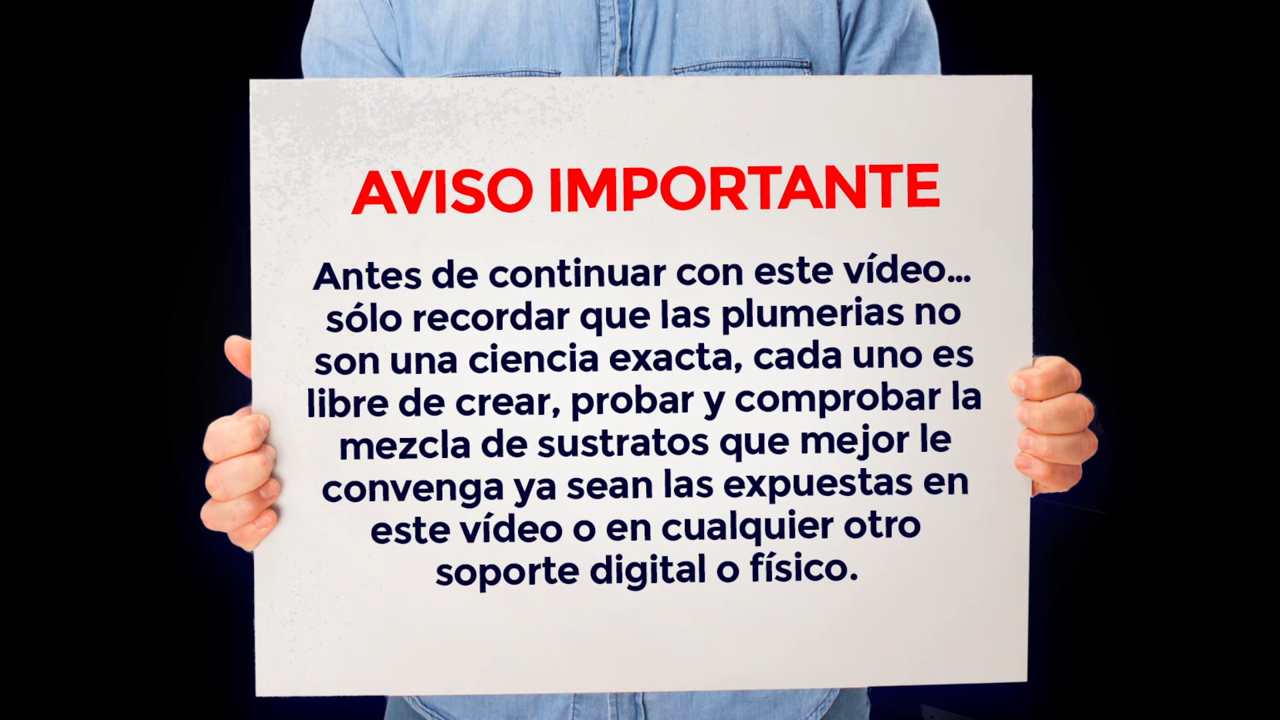 AVISO IMPORTANTE
Antes de continuar con este vídeo...
sólo recordar que las plumerias no
son una ciencia exacta, cada uno es
libre de crear, probar y comprobar la
mezcla de sustratos que mejor le
convenga ya sean las expuestas en
este vídeo o en cualquier otro
soporte digital o físico.